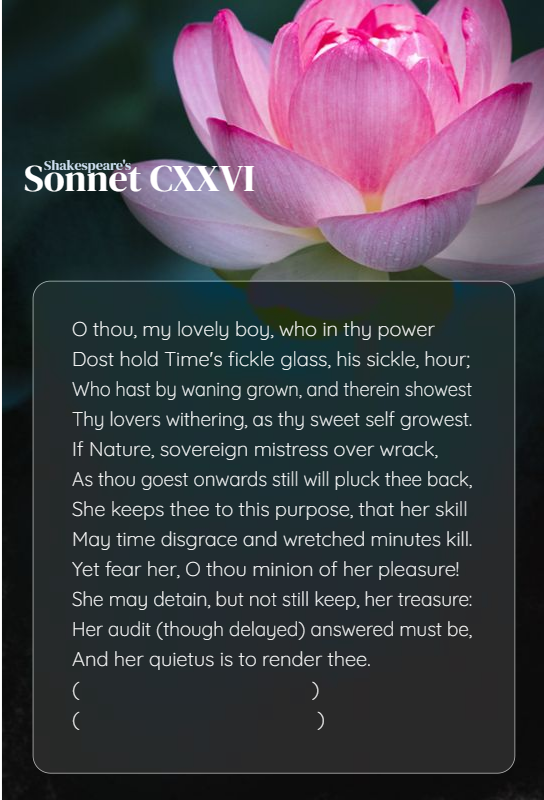 Shakespeare's
Sonnet CXXVI
O thou, my lovely boy, who in thy power
Dost hold Time's fickle glass, his sickle, hour;
Who hast by waning grown, and therein showest
Thy lovers withering, as thy sweet self growest.
If Nature, sovereign mistress over wrack,
As thou goest onwards still will pluck thee back,
She keeps thee to this purpose, that her skill
May time disgrace and wretched minutes kill.
Yet fear her, O thou minion of her pleasure!
She may detain, but not still keep, her treasure:
Her audit (though delayed) answered must be,
And her quietus is to render thee.
( )
( )